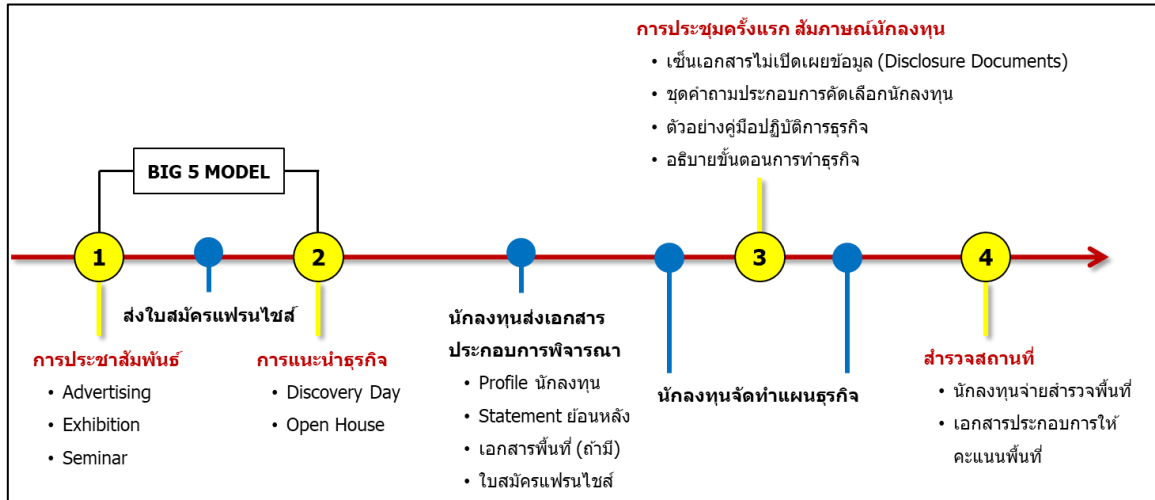 การประชุมครั้งแรก สัมภาษณ์นักลงทุน
• เซ็นเอกสารไม่เปิดเผยข้อมูล (Disclosure Documents)
• ชุดคำถามประกอบการคัดเลือกนักลงทุน
• ตัวอย่างคู่มือปฏิบัติการธุรกิจ
• อธิบายขั้นตอนการทำธุรกิจ
BIG 5 MODEL
1
2
3
4
ส่งใบสมัครแฟรนไชส์
การประชาสัมพันธ์
• Advertising
• Exhibition
• Seminar
การแนะนำธุรกิจ
• Discovery Day
• Open House
นักลงทุนส่งเอกสาร
ประกอบการพิจารณา
• Profile นักลงทุน
• Statement ย้อนหลัง
• เอกสารพื้นที่ (ถ้ามี)
• ใบสมัครแฟรนไชส์
นักลงทุนจัดทำแผนธุรกิจ
สำรวจสถานที่
• นักลงทุนจ่ายสำรวจพื้นที่
• เอกสารประกอบการให้
คะแนนพื้นที่